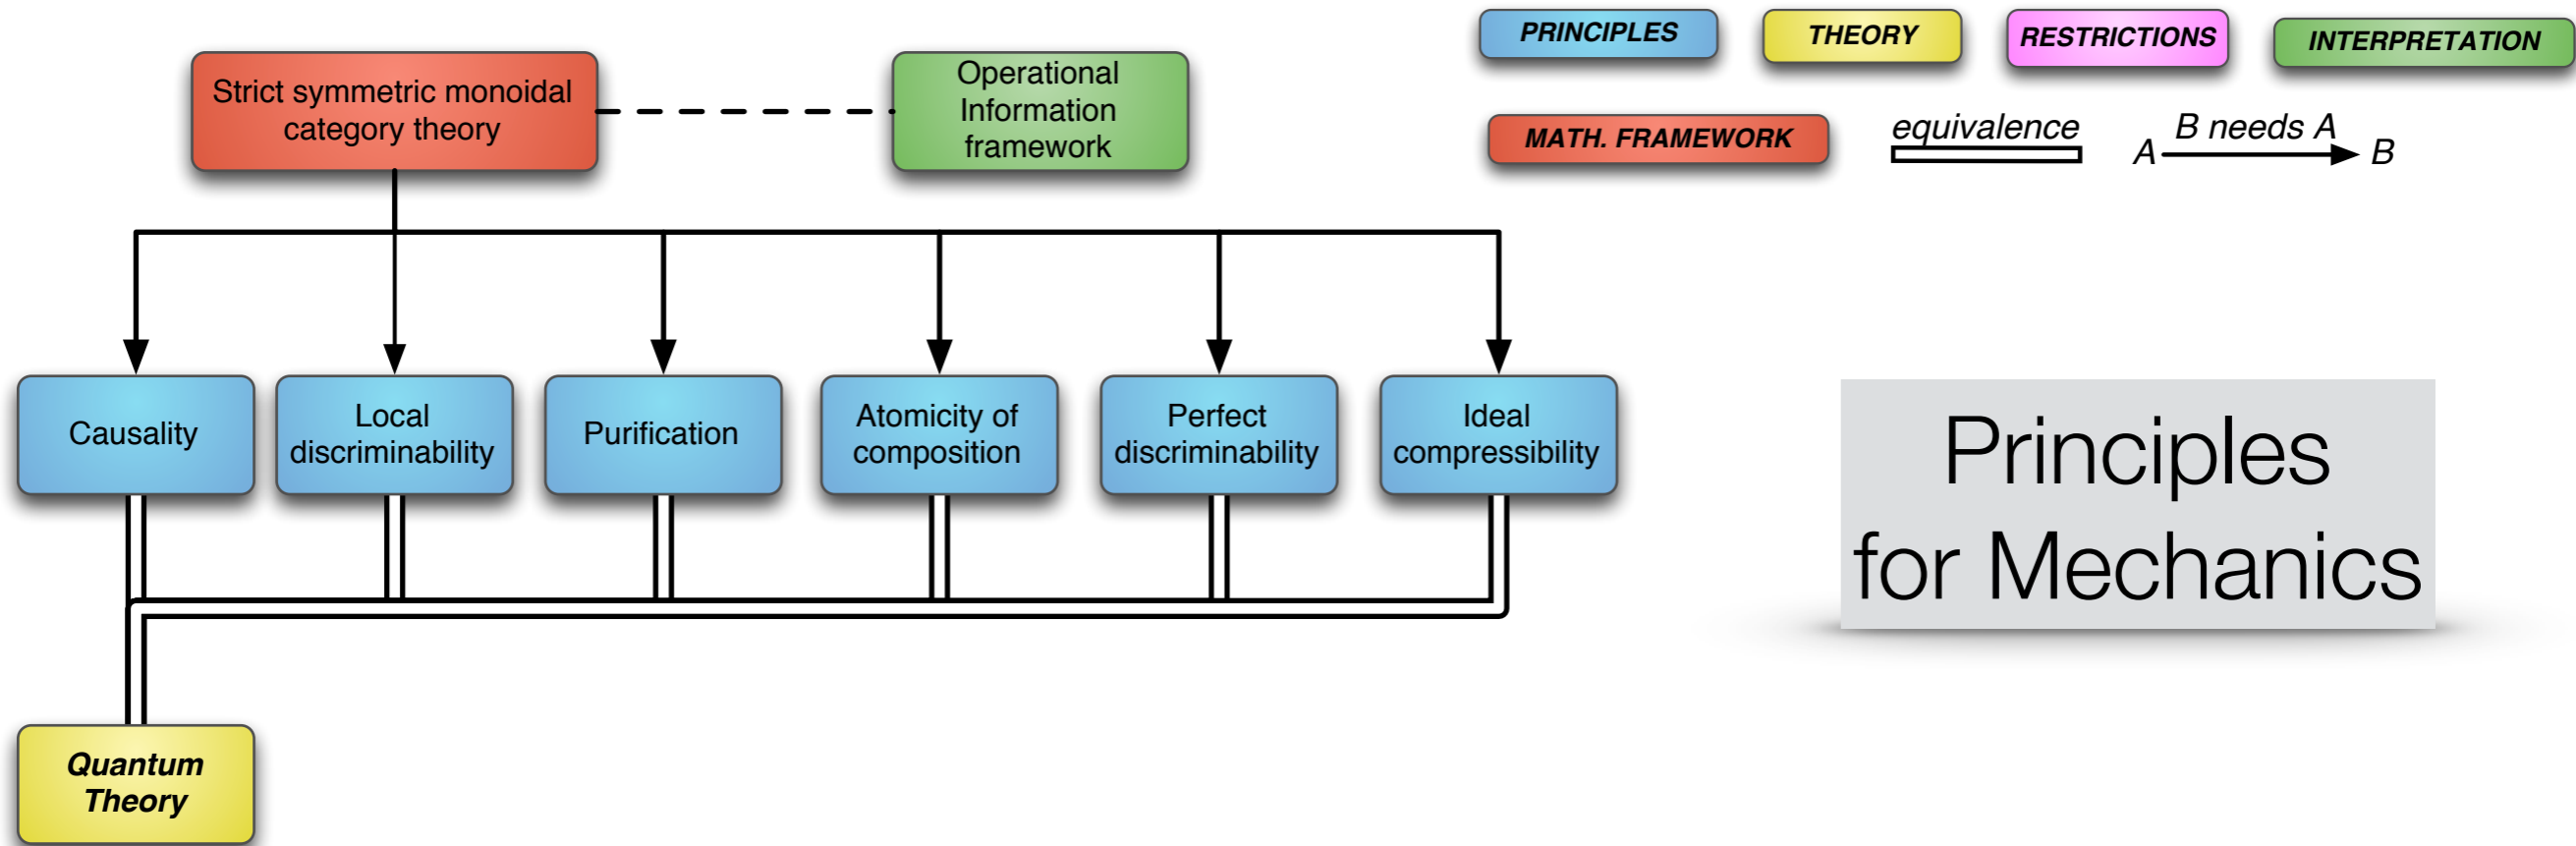 PRINCIPLES
THEORY
RESTRICTIONS
INTERPRETATION
Strict symmetric monoidal
category theory
Operational
Information
framework
MATH. FRAMEWORK
equivalence
B needs A
A
B
Causality
Local
discriminability
Purification
Atomicity of
composition
Perfect
discriminability
Ideal
compressibility
Principles
for Mechanics
Quantum
Theory